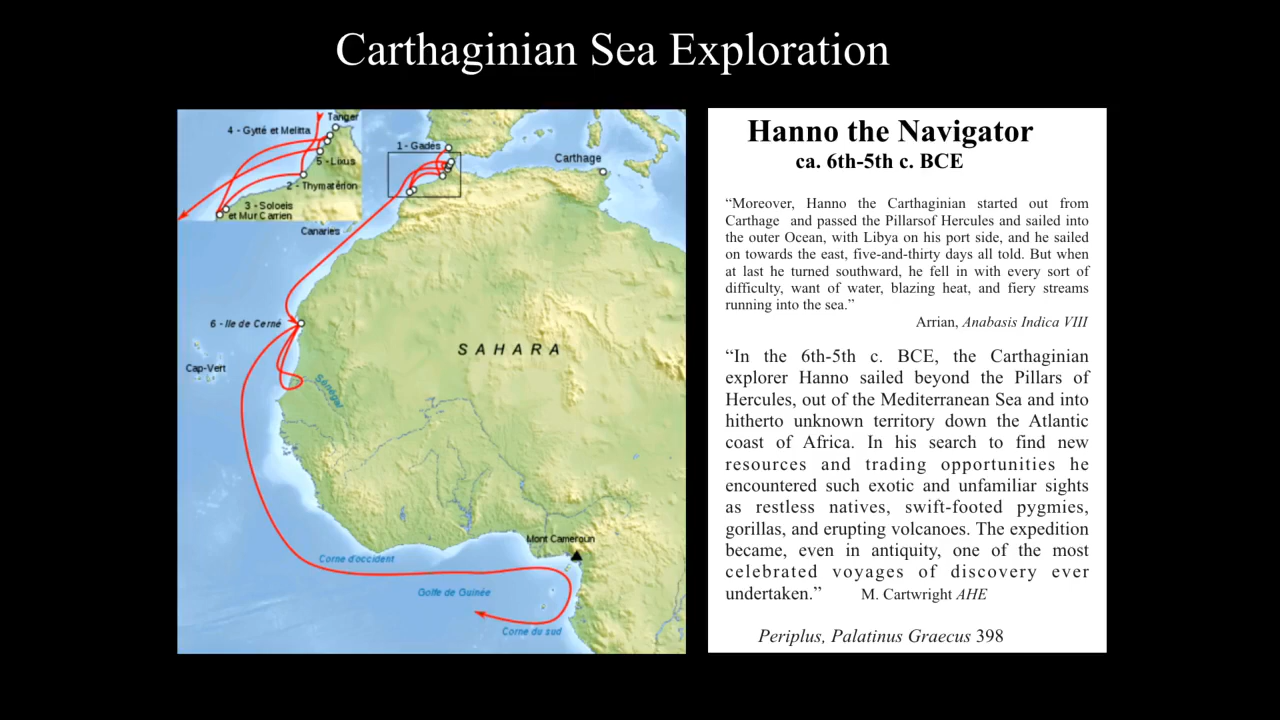 Carthaginian Sea Exploration
Tanger
4 - Gytté et Melitta
5 - Lixus
2 - Thymatérion
3 - Soloeis
et Mur Carrien
1 - Gadès
Carthage
Canaries
6 - Ile de Cerné
SAHARA
Cap-Vert
Sénégal
Mont Cameroun
Corne d'occident
Golfe de Guinée
Corne du sud
Hanno the Navigator
ca. 6th-5th c. BCE
“Moreover, Hanno the Carthaginian started out from
Carthage and passed the Pillarsof Hercules and sailed into
the outer Ocean, with Libya on his port side, and he sailed
on towards the east, five-and-thirty days all told. But when
at last he turned southward, he fell in with every sort of
difficulty, want of water, blazing heat, and fiery streams
running into the sea.”
Arrian, Anabasis Indica VIII
“In the 6th-5th c. BCE, the Carthaginian
explorer Hanno sailed beyond the Pillars of
Hercules, out of the Mediterranean Sea and into
hitherto unknown territory down the Atlantic
coast of Africa. In his search to find new
resources and trading opportunities he
encountered such exotic and unfamiliar sights
as restless natives, swift-footed pygmies,
gorillas, and erupting volcanoes. The expedition
became, even in antiquity, one of the most
celebrated voyages of discovery ever
undertaken.” M. Cartwright AHE
Periplus, Palatinus Graecus 398